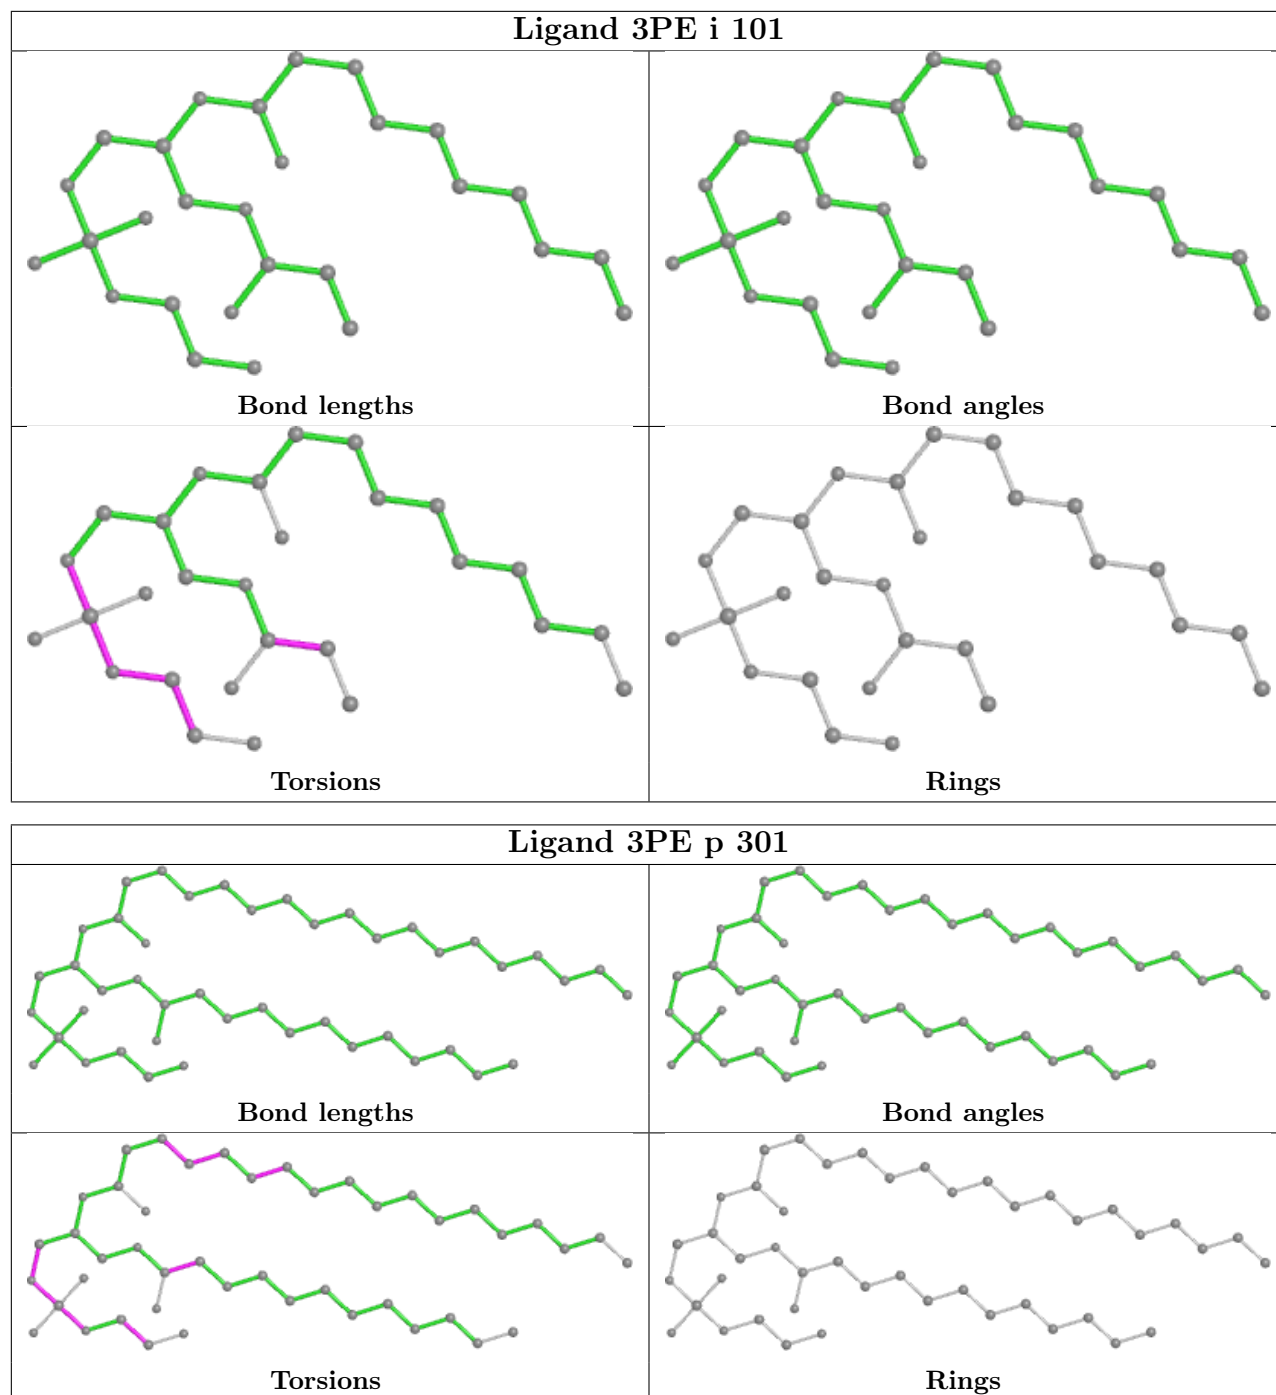 Ligand 3PE i 101
Bond lengths
Bond angles
Torsions
Rings
Ligand 3PE p 301
Bond lengths
Bond angles
Torsions
Rings